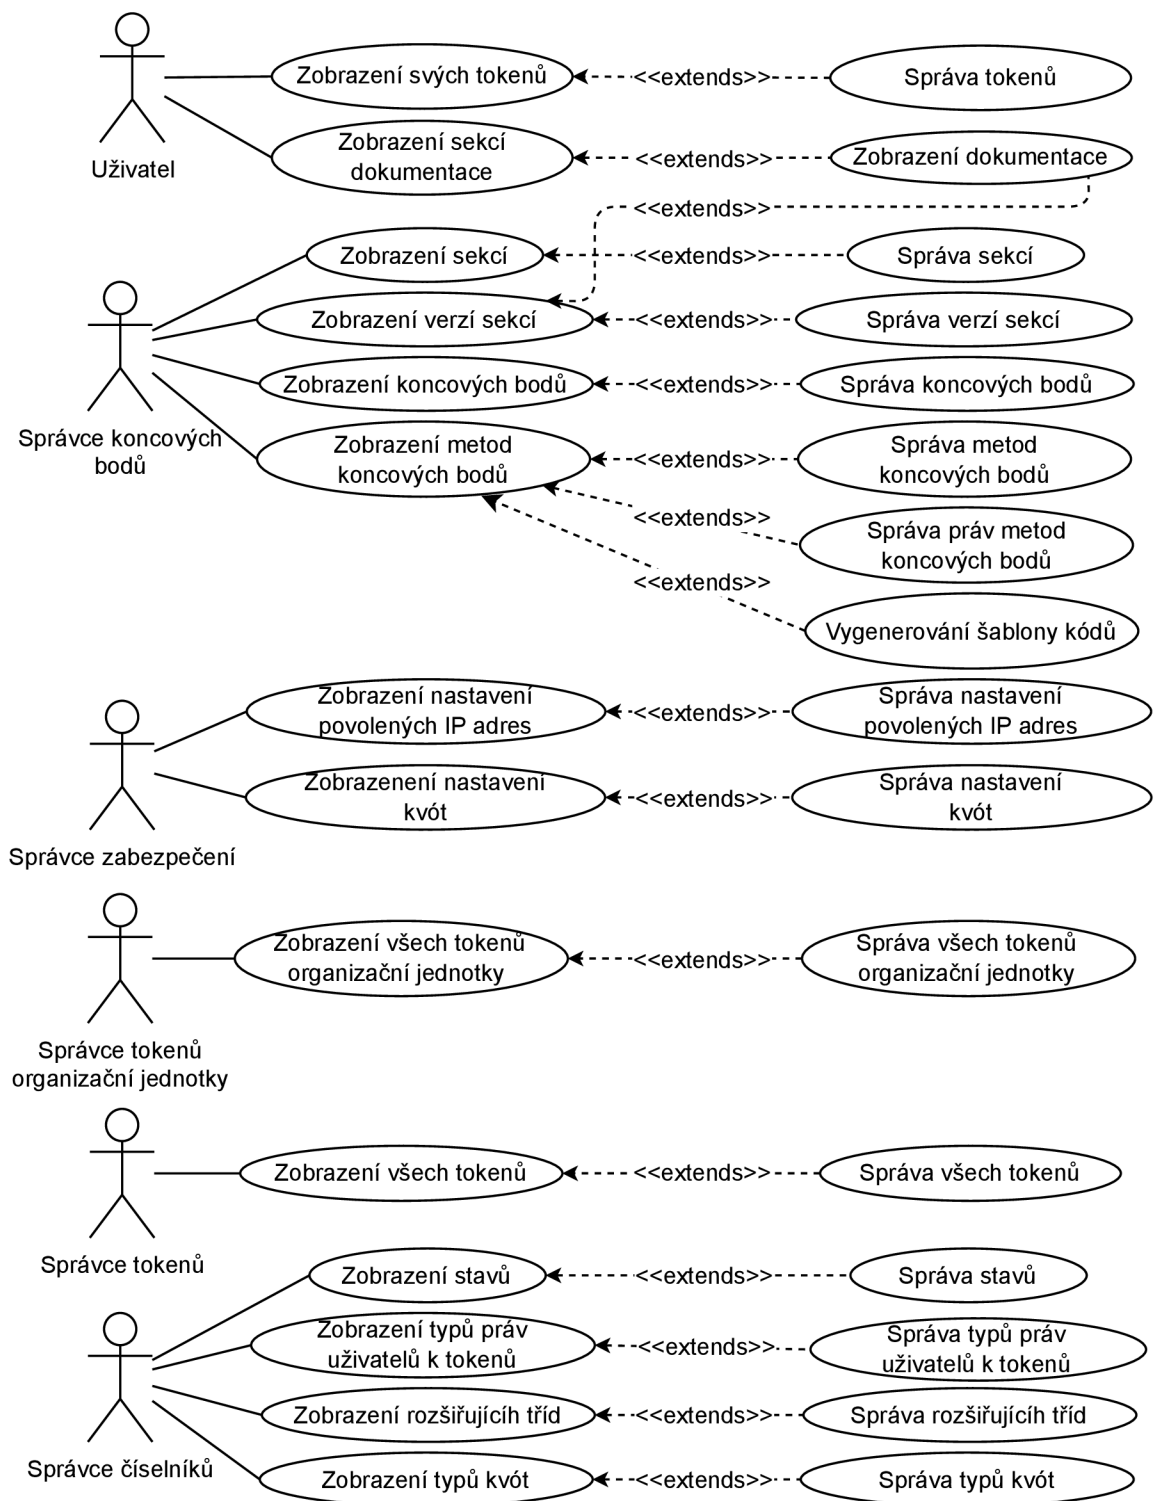 Zobrazení svých tokenů
<<extends>>
Správa tokenů
Uživatel
Zobrazení sekcí
dokumentace
<<extends>>
Zobrazení dokumentace
<<extends>>
Zobrazení sekcí
<<extends>>
Správa sekcí
Zobrazení verzí sekcí
<<extends>>
Správa verzí sekcí
Zobrazení koncových bodů
<<extends>>
Správa koncových bodů
Správce koncových
bodů
Zobrazení metod
koncových bodů
<<extends>>
Správa metod
koncových bodů
<<extends>>
Správa práv metod
koncových bodů
<<extends>>
Vygenerování šablony kódů
Zobrazení nastavení
povolených IP adres
<<extends>>
Správa nastavení
povolených IP adres
Zobrazenení nastavení
kvót
<<extends>>
Správa nastavení
kvót
Správce zabezpečení
Zobrazení všech tokenů
organizační jednotky
<<extends>>
Správa všech tokenů
organizační jednotky
Správce tokenů
organizační jednotky
Zobrazení všech tokenů
<<extends>>
Správa všech tokenů
Správce tokenů
Zobrazení stavů
<<extends>>
Správa stavů
Zobrazení typů práv
uživatelů k tokenů
<<extends>>
Správa typů práv
uživatelů k tokenů
Zobrazení rozšiřujících tříd
<<extends>>
Správa rozšiřujících tříd
Správce číselníků
Zobrazení typů kvót
<<extends>>
Správa typů kvót